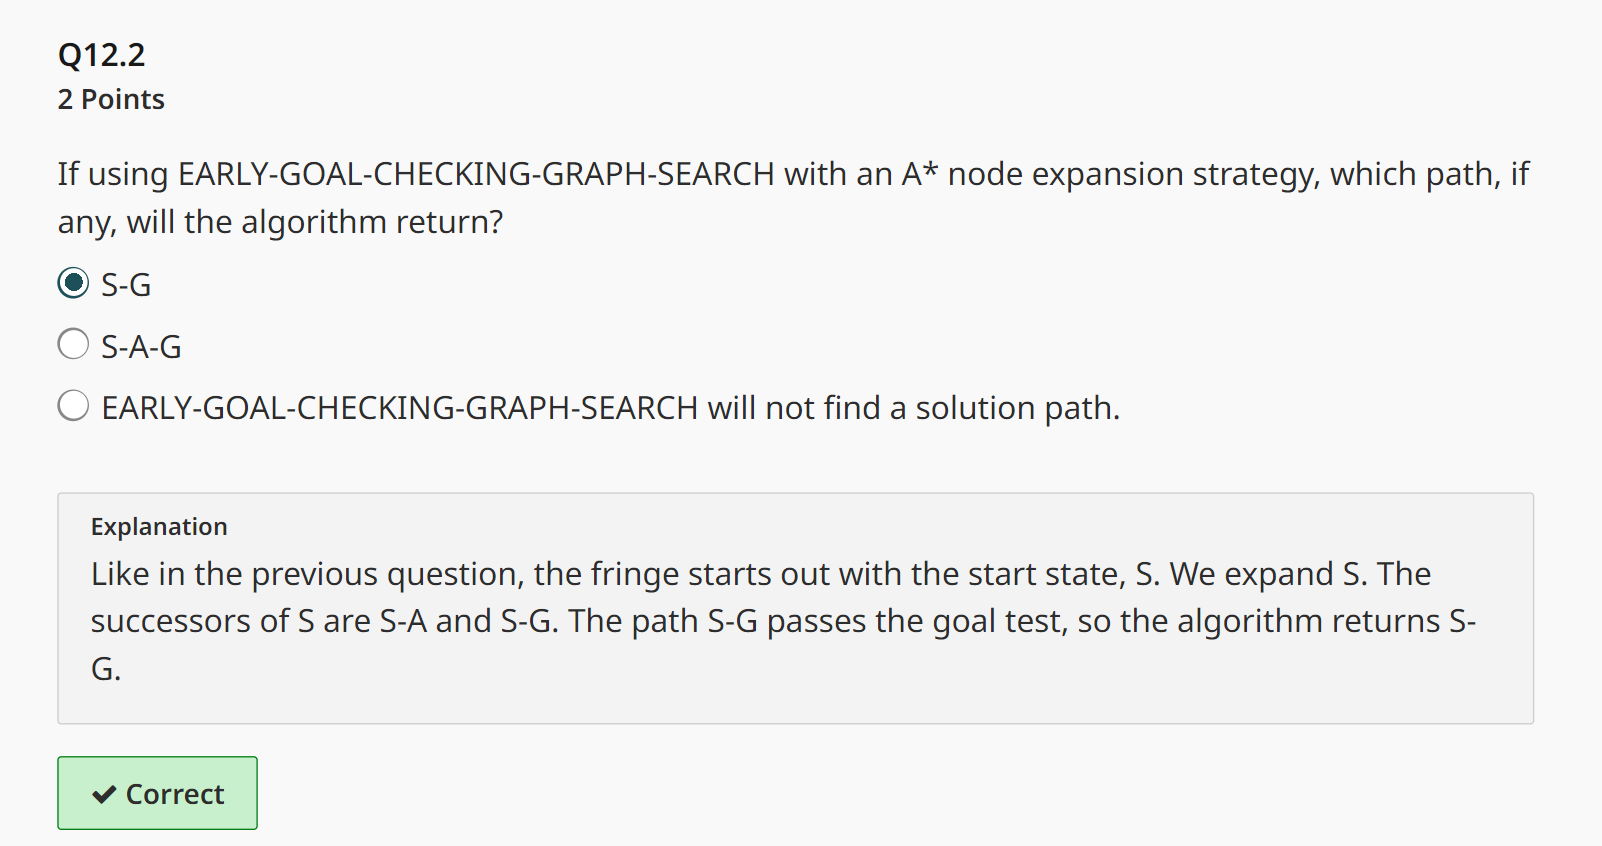 Q12.2
2 Points
If using EARLY-GOAL-CHECKING-GRAPH-SEARCH with an A* node expansion strategy, which path, if
any, will the algorithm return?
S-G
S-A-G
EARLY-GOAL-CHECKING-GRAPH-SEARCH will not find a solution path.
Explanation
Like in the previous question, the fringe starts out with the start state, S. We expand S. The
successors of S are S-A and S-G. The path S-G passes the goal test, so the algorithm returns S-
G.
✔ Correct